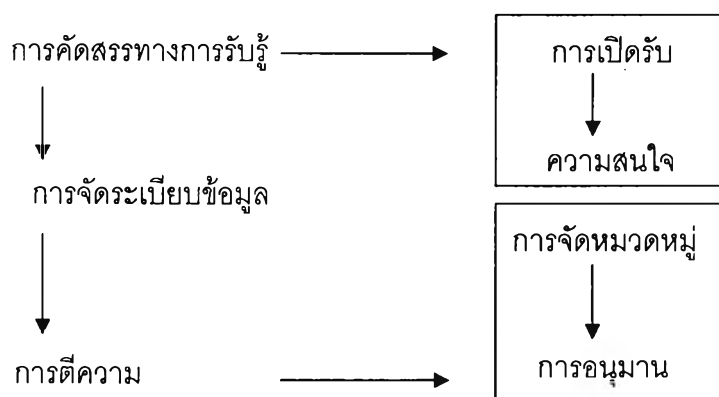 การคัดสรรทางการรับรู้
การเปิดรับ
ความสนใจ
การจัดระเบียบข้อมูล
การจัดหมวดหมู่
การตีความ
การอนุมาน